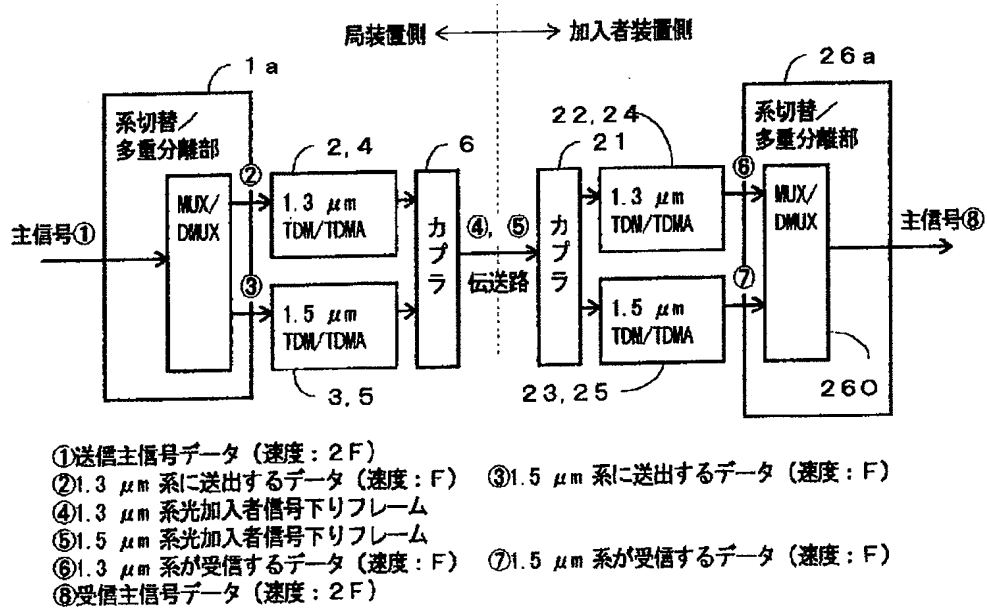 局装置側 加入者装置側
1a 26a
系切替／
多重分離部
2,4 6 21 22,24
系切替／
多重分離部
主信号① MUX/
DMUX
② 1.3 μm
TDM/TDMA
③ 1.5 μm
TDM/TDMA
カプラ
④, ⑤
伝送路
カプラ
1.3 μm
TDM/TDMA
⑥
1.5 μm
TDM/TDMA
⑦
MUX/
DMUX
主信号⑧
3,5 23,25 260
①送信主信号データ（速度：2F）
②1.3 μm 系に送出するデータ（速度：F） ③1.5 μm 系に送出するデータ（速度：F）
④1.3 μm 系光加入者信号下りフレーム
⑤1.5 μm 系光加入者信号下りフレーム
⑥1.3 μm 系が受信するデータ（速度：F） ⑦1.5 μm 系が受信するデータ（速度：F）
⑧受信主信号データ（速度：2F）